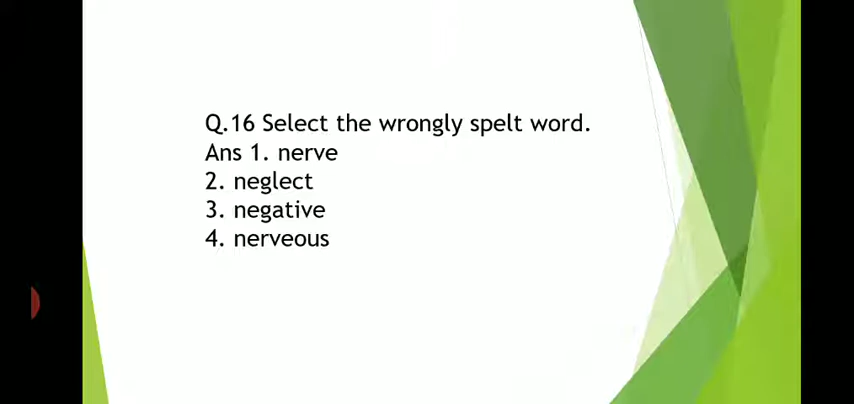 Q.16 Select the wrongly spelt word.
Ans 1. nerve
2. neglect
3. negative
4. nerveous